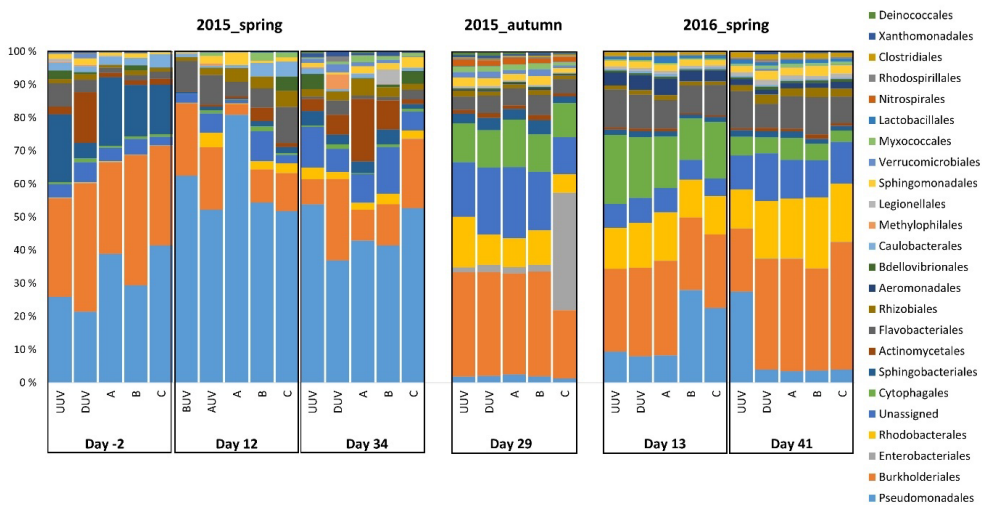 2015_spring 2015_autumn 2016_spring
100 %
90 %
80 %
70 %
60 %
50 %
40 %
30 %
20 %
10 %
0 %
UUV DUV A B C BUV AUV A B C UUV DUV A B C UUV DUV A B C UUV DUV A B C UUV DUV A B C
Day -2 Day 12 Day 34 Day 29 Day 13 Day 41
Deinococcales
Xanthomonadales
Clostridiales
Rhodospirillales
Nitrospirales
Lactobacillales
Myxococcales
Verrucomicrobiales
Sphingomonadales
Legionellales
Methylophilales
Caulobacterales
Bdellovibrionales
Aeromonadales
Rhizobiales
Flavobacteriales
Actinomycetales
Sphingobacteriales
Cytophagales
Unassigned
Rhodobacterales
Enterobacteriales
Burkholderiales
Pseudomonadales